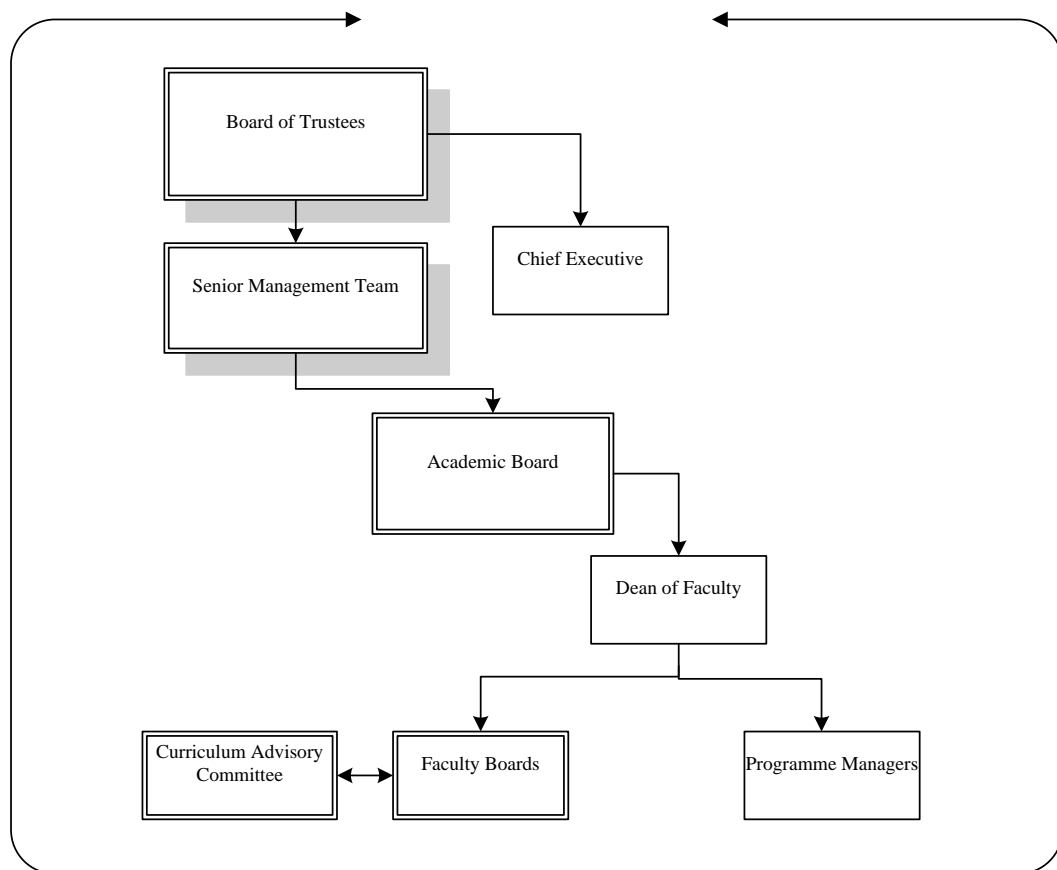 Board of Trustees
Chief Executive
Senior Management Team
Academic Board
Dean of Faculty
Curriculum Advisory
Committee
Faculty Boards
Programme Managers